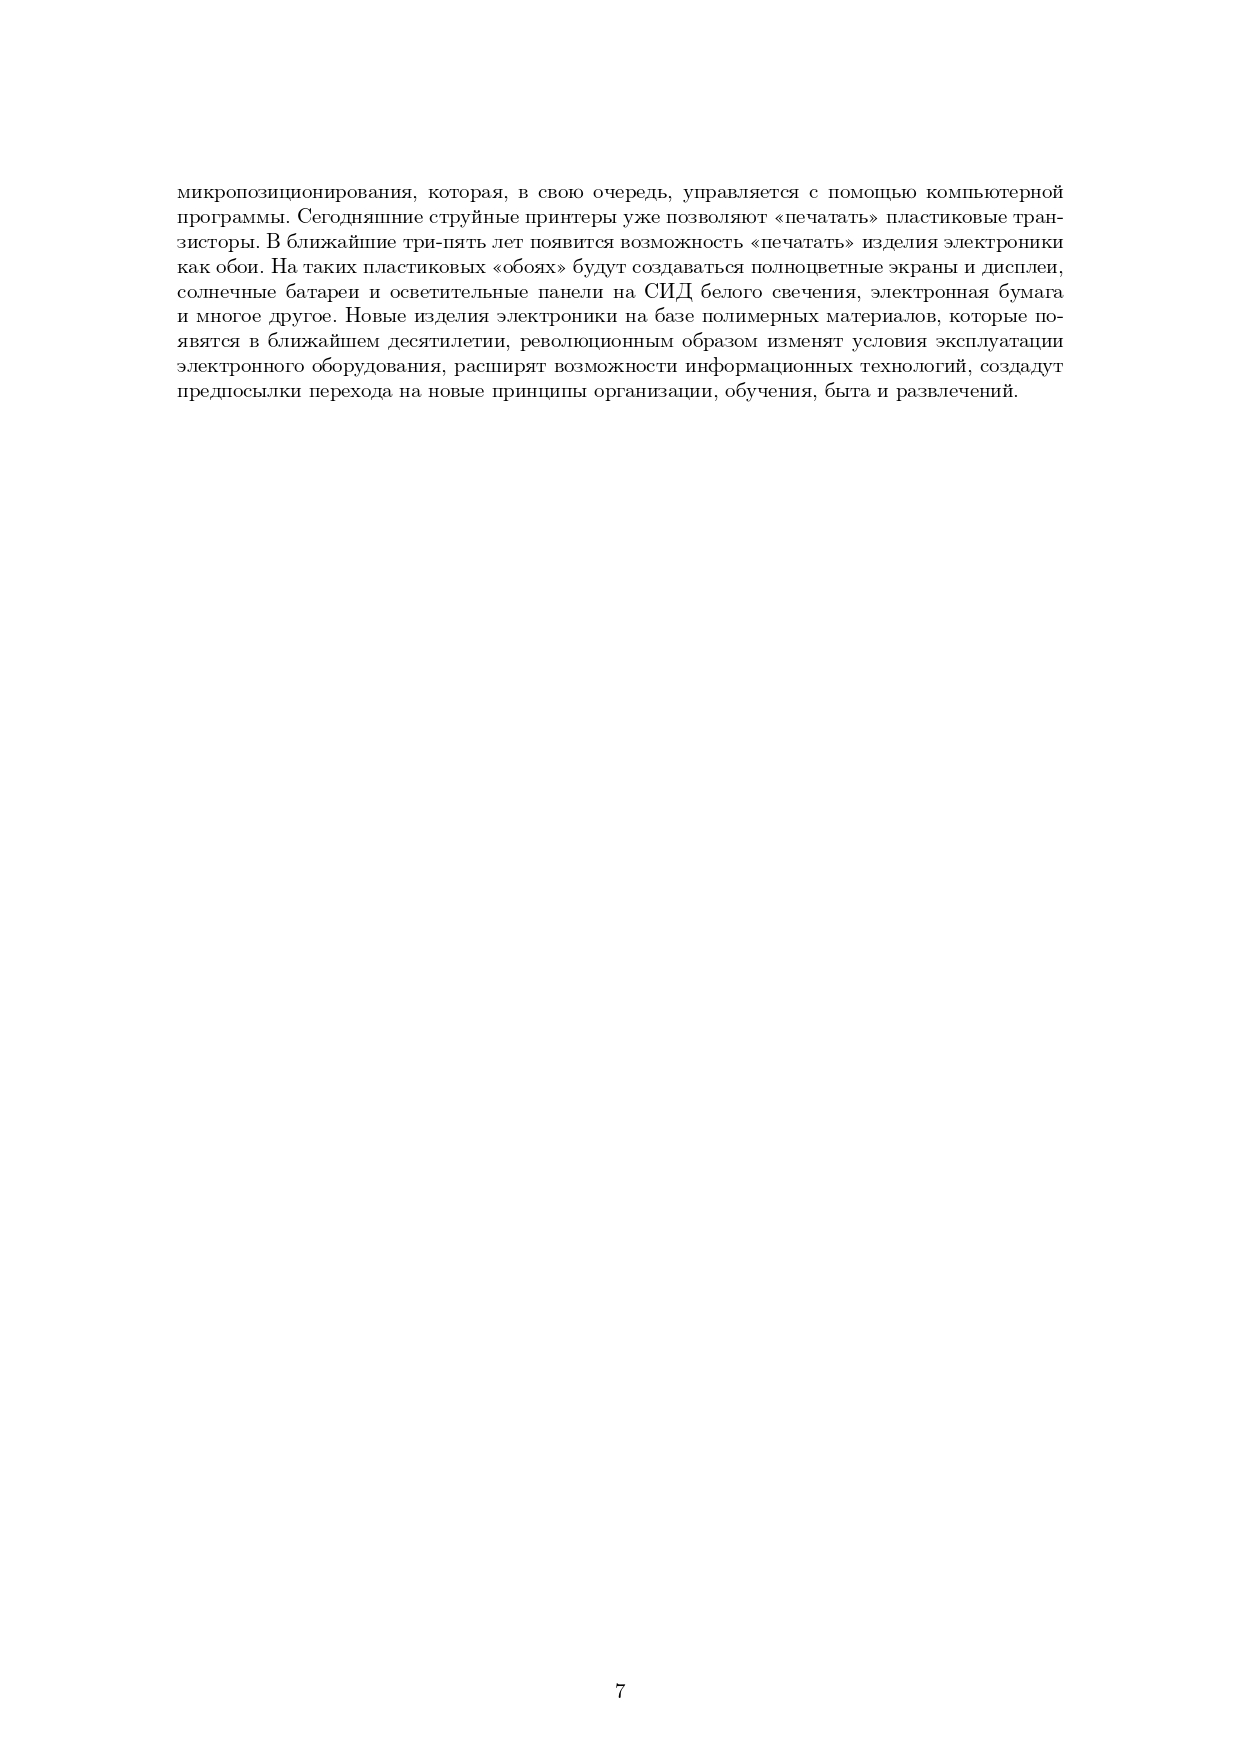 микропозиционирования, которая, в свою очередь, управляется с помощью компьютерной
программы. Сегодняшние струйные принтеры уже позволяют «печатать» пластиковые тран-
зисторы. В ближайшие три-пять лет появится возможность «печатать» изделия электроники
как обои. На таких пластиковых «обоях» будут создаваться полноцветные экраны и дисплеи,
солнечные батареи и осветительные панели на СИД белого свечения, электронная бумага
и многое другое. Новые изделия электроники на базе полимерных материалов, которые по-
явятся в ближайшем десятилетии, революционным образом изменят условия эксплуатации
электронного оборудования, расширят возможности информационных технологий, создадут
предпосылки перехода на новые принципы организации, обучения, быта и развлечений.
7